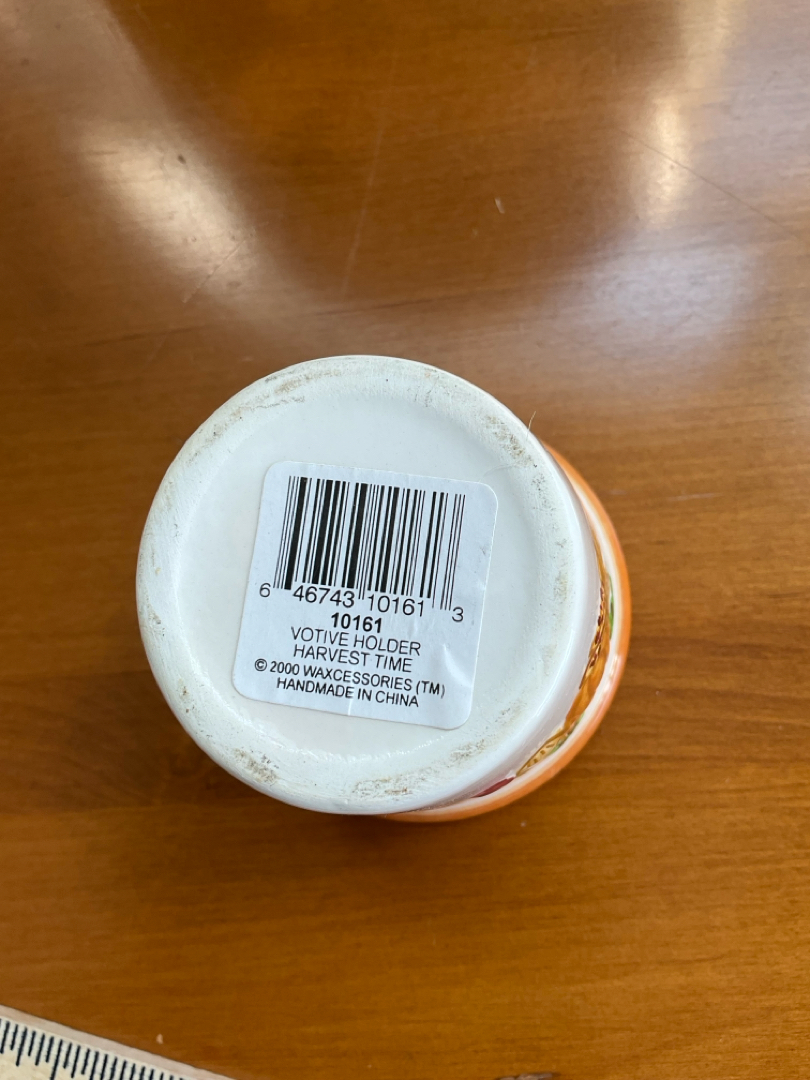 6 46743 10161 3
10161
VOTIVE HOLDER
HARVEST TIME
© 2000 WAXCESSORIES (TM)
HANDMADE IN CHINA